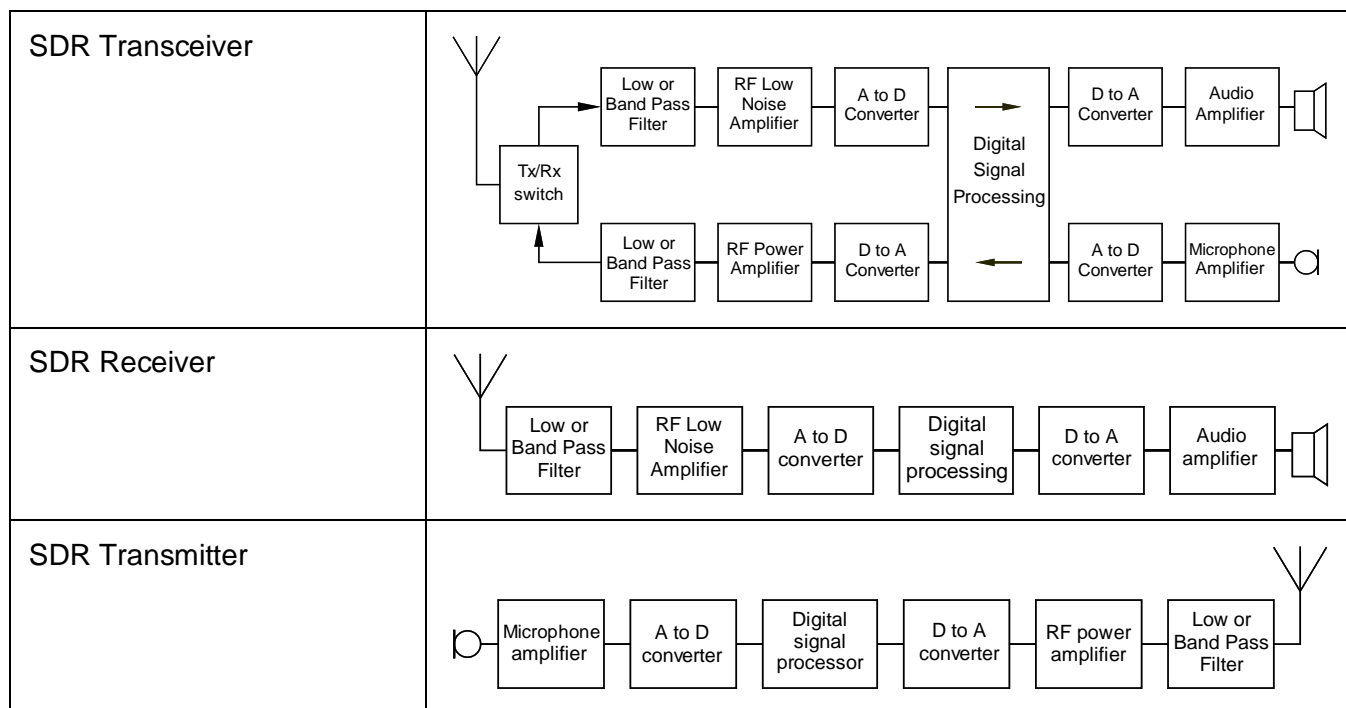 SDR Transceiver
Low or
Band Pass
Filter
RF Low
Noise
Amplifier
A to D
Converter
D to A
Converter
Audio
Amplifier
Tx/Rx
switch
Digital
Signal
Processing
Low or
Band Pass
Filter
RF Power
Amplifier
D to A
Converter
A to D
Converter
Microphone
Amplifier
SDR Receiver
Low or
Band Pass
Filter
RF Low
Noise
Amplifier
A to D
converter
Digital
signal
processing
D to A
converter
Audio
amplifier
SDR Transmitter
Microphone
amplifier
A to D
converter
Digital
signal
processor
D to A
converter
RF power
amplifier
Low or
Band Pass
Filter